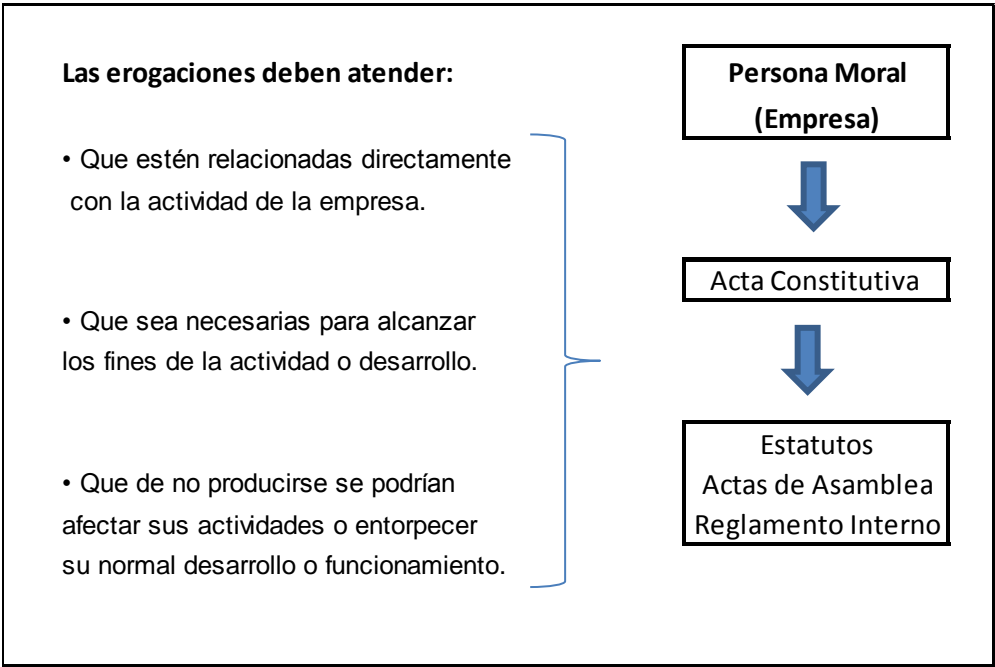 Las erogaciones deben atender:
• Que estén relacionadas directamente
con la actividad de la empresa.
• Que sea necesarias para alcanzar
los fines de la actividad o desarrollo.
• Que de no producirse se podrían
afectar sus actividades o entorpecer
su normal desarrollo o funcionamiento.
Persona Moral
(Empresa)
Acta Constitutiva
Estatutos
Actas de Asamblea
Reglamento Interno